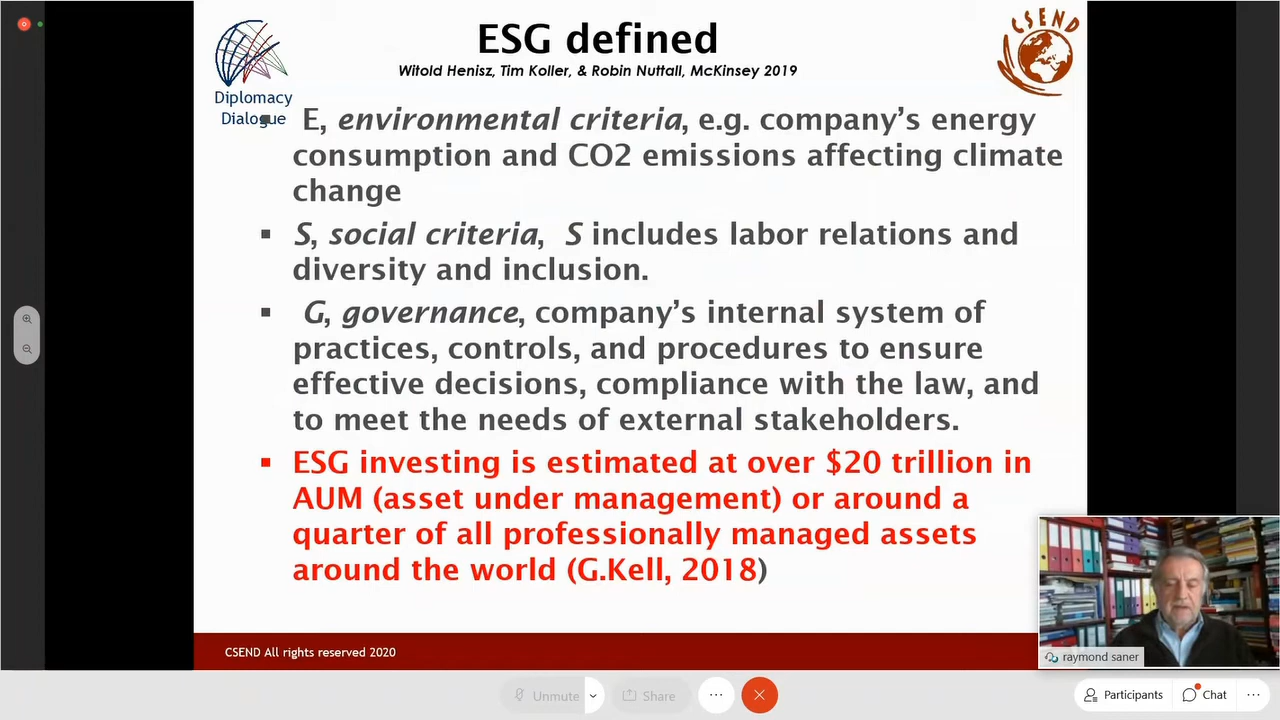 ESG defined
Witold Henisz, Tim Koller, & Robin Nuttall, McKinsey 2019
Diplomacy
Dialogue
CSEND
E, environmental criteria, e.g. company’s energy
consumption and CO2 emissions affecting climate
change
S, social criteria, S includes labor relations and
diversity and inclusion.
G, governance, company’s internal system of
practices, controls, and procedures to ensure
effective decisions, compliance with the law, and
to meet the needs of external stakeholders.
ESG investing is estimated at over $20 trillion in
AUM (asset under management) or around a
quarter of all professionally managed assets
around the world (G.Kell, 2018)
CSEND All rights reserved 2020
raymond saner
Unmute
Share
Participants
Chat